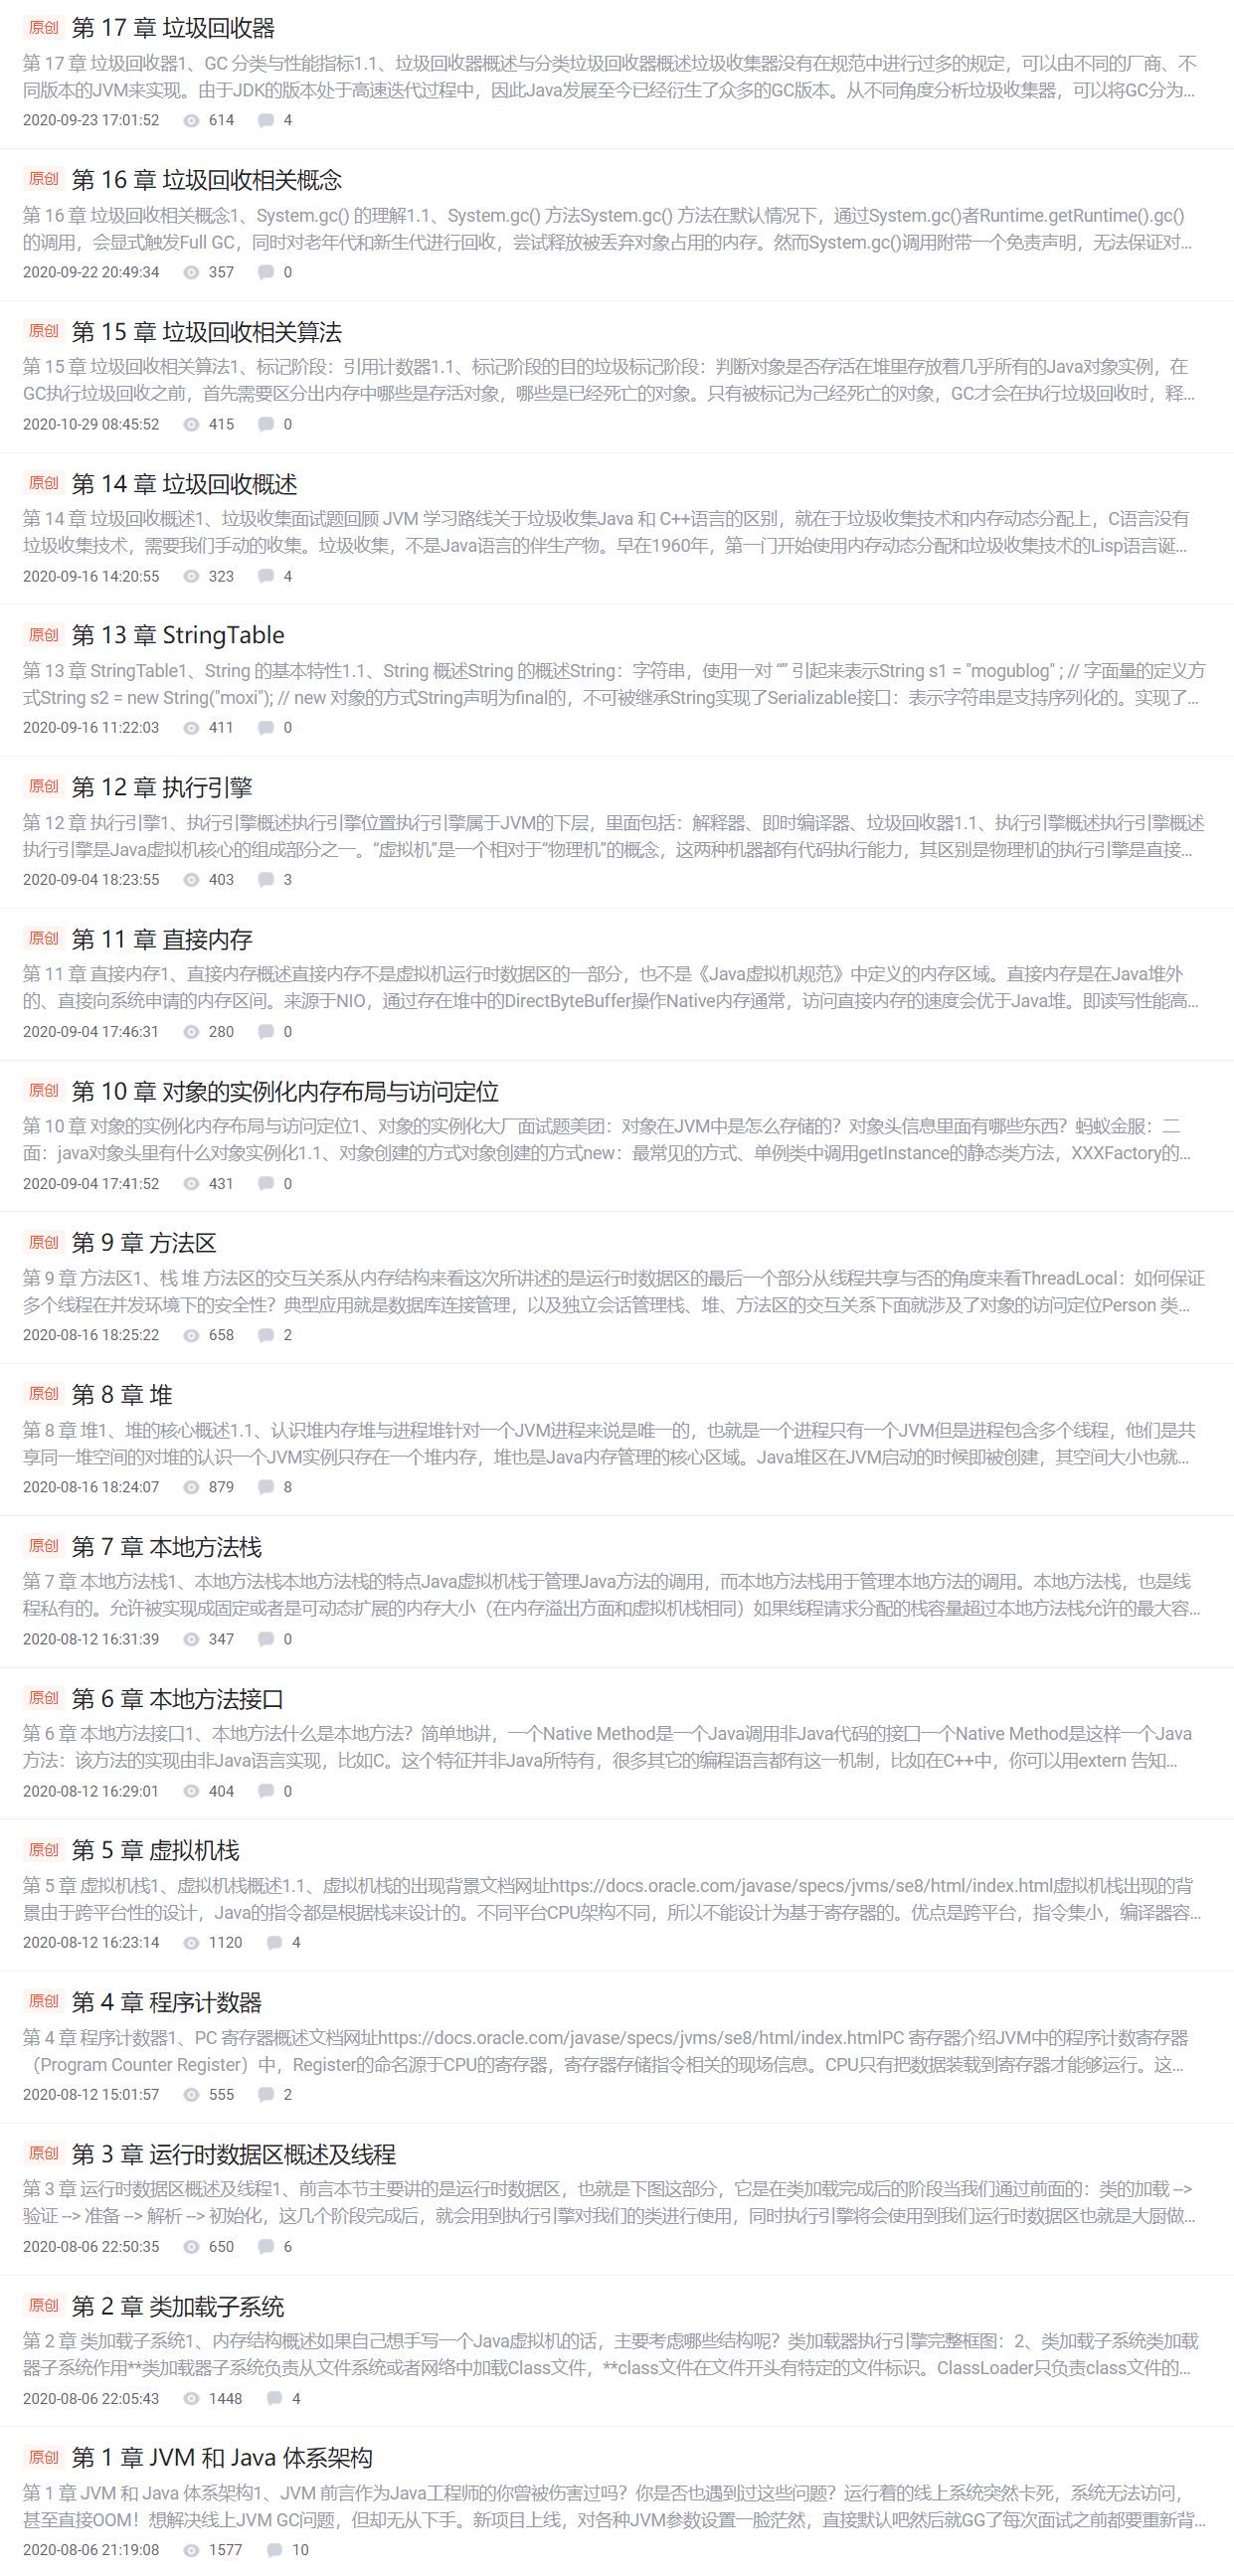 原创 第 17 章 垃圾回收器
第 17 章 垃圾回收器1、GC 分类与性能指标1.1、垃圾回收器概述与分类垃圾回收器概述垃圾收集器没有在规范中进行过多的规定，可以由不同的厂商、不
同版本的JVM来实现。由于JDK的版本处于高速迭代过程中，因此Java发展至今已经衍生了众多的GC版本。从不同角度分析垃圾收集器，可以将GC分为...
2020-09-23 17:01:52 614 4
原创 第 16 章 垃圾回收相关概念
第 16 章 垃圾回收相关概念1、System.gc() 的理解1.1、System.gc() 方法System.gc() 方法在默认情况下，通过System.gc()者Runtime.getRuntime().gc()
的调用，会显式触发Full GC，同时对老年代和新生代进行回收，尝试释放被丢弃对象占用的内存。然而System.gc()调用附带一个免责声明，无法保证对...
2020-09-22 20:49:34 357 0
原创 第 15 章 垃圾回收相关算法
第 15 章 垃圾回收相关算法1、标记阶段：引用计数器1.1、标记阶段的目的垃圾标记阶段：判断对象是否存活在堆里存放着几乎所有的Java对象实例，在
GC执行垃圾回收之前，首先需要区分出内存中哪些是存活对象，哪些是已经死亡的对象。只有被标记为己经死亡的对象，GC才会在执行垃圾回收时，释...
2020-10-29 08:45:52 415 0
原创 第 14 章 垃圾回收概述
第 14 章 垃圾回收概述1、垃圾收集面试题回顾 JVM 学习路线关于垃圾收集Java 和 C++语言的区别，就在于垃圾收集技术和内存动态分配上，C语言没有
垃圾收集技术，需要我们手动的收集。垃圾收集，不是Java语言的伴生产物。早在1960年，第一门开始使用内存动态分配和垃圾收集技术的Lisp语言诞...
2020-09-16 14:20:55 323 4
原创 第 13 章 StringTable
第 13 章 StringTable1、String 的基本特性1.1、String 概述String 的概述String：字符串，使用一对 “” 引起来表示String s1 = "mogublog" ; // 字面量的定义方
式String s2 = new String("moxi"); // new 对象的方式String声明为final的，不可被继承String实现了Serializable接口：表示字符串是支持序列化的。实现了...
2020-09-16 11:22:03 411 0
原创 第 12 章 执行引擎
第 12 章 执行引擎1、执行引擎概述执行引擎位置执行引擎属于JVM的下层，里面包括：解释器、即时编译器、垃圾回收器1.1、执行引擎概述执行引擎概述
执行引擎是Java虚拟机核心的组成部分之一。“虚拟机”是一个相对于“物理机”的概念，这两种机器都有代码执行能力，其区别是物理机的执行引擎是直接...
2020-09-04 18:23:55 403 3
原创 第 11 章 直接内存
第 11 章 直接内存1、直接内存概述直接内存不是虚拟机运行时数据区的一部分，也不是《Java虚拟机规范》中定义的内存区域。直接内存是在Java堆外
的、直接向系统申请的内存区间。来源于NIO，通过存在堆中的DirectByteBuffer操作Native内存通常，访问直接内存的速度会优于Java堆。即读写性能高...
2020-09-04 17:46:31 280 0
原创 第 10 章 对象的实例化内存布局与访问定位
第 10 章 对象的实例化内存布局与访问定位1、对象的实例化大厂面试题美团：对象在JVM中是怎么存储的？对象头信息里面有哪些东西？蚂蚁金服：二
面：java对象头里有什么对象实例化1.1、对象创建的方式对象创建的方式new：最常见的方式、单例类中调用getInstance的静态类方法，XXXFactory的...
2020-09-04 17:41:52 431 0
原创 第 9 章 方法区
第 9 章 方法区1、栈 堆 方法区的交互关系从内存结构来看这次所讲述的是运行时数据区的最后一个部分从线程共享与否的角度来看ThreadLocal：如何保证
多个线程在并发环境下的安全性？典型应用就是数据库连接管理，以及独立会话管理栈、堆、方法区的交互关系下面就涉及了对象的访问定位Person 类...
2020-08-16 18:25:22 658 2
原创 第 8 章 堆
第 8 章 堆1、堆的核心概述1.1、认识堆内存堆与进程堆针对一个JVM进程来说是唯一的，也就是一个进程只有一个JVM但是进程包含多个线程，他们是共
享同一堆空间的对堆的认识一个JVM实例只存在一个堆内存，堆也是Java内存管理的核心区域。Java堆区在JVM启动的时候即被创建，其空间大小也就...
2020-08-16 18:24:07 879 8
原创 第 7 章 本地方法栈
第 7 章 本地方法栈1、本地方法栈本地方法栈的特点Java虚拟机栈于管理Java方法的调用，而本地方法栈用于管理本地方法的调用。本地方法栈，也是线
程私有的。允许被实现成固定或者是可动态扩展的内存大小（在内存溢出方面和虚拟机栈相同）如果线程请求分配的栈容量超过本地方法栈允许的最大容...
2020-08-12 16:31:39 347 0
原创 第 6 章 本地方法接口
第 6 章 本地方法接口1、本地方法什么是本地方法？简单地讲，一个Native Method是一个Java调用非Java代码的接囗一个Native Method是这样一个Java
方法：该方法的实现由非Java语言实现，比如C。这个特征并非Java所特有，很多其它的编程语言都有这一机制，比如在C++中，你可以用extern 告知...
2020-08-12 16:29:01 404 0
原创 第 5 章 虚拟机栈
第 5 章 虚拟机栈1、虚拟机栈概述1.1、虚拟机栈的出现背景文档网址https://docs.oracle.com/javase/specs/jvms/se8/html/index.html虚拟机栈出现的背
景由于跨平台性的设计，Java的指令都是根据栈来设计的。不同平台CPU架构不同，所以不能设计为基于寄存器的。优点是跨平台，指令集小，编译器容...
2020-08-12 16:23:14 1120 4
原创 第 4 章 程序计数器
第 4 章 程序计数器1、PC 寄存器概述文档网址https://docs.oracle.com/javase/specs/jvms/se8/html/index.htmlPC 寄存器介绍JVM中的程序计数寄存器
（Program Counter Register）中，Register的命名源于CPU的寄存器，寄存器存储指令相关的现场信息。CPU只有把数据装载到寄存器才能够运行。这...
2020-08-12 15:01:57 555 2
原创 第 3 章 运行时数据区概述及线程
第 3 章 运行时数据区概述及线程1、前言本节主要讲的是运行时数据区，也就是下图这部分，它是在类加载完成后的阶段当我们通过前面的：类的加载 -->
验证 --> 准备 --> 解析 --> 初始化，这几个阶段完成后，就会用到执行引擎对我们的类进行使用，同时执行引擎将会使用到我们运行时数据区也就是大厨做...
2020-08-06 22:50:35 650 6
原创 第 2 章 类加载子系统
第 2 章 类加载子系统1、内存结构概述如果自己想手写一个Java虚拟机的话，主要考虑哪些结构呢？类加载器执行引擎完整框图：2、类加载子系统类加载
器子系统作用**类加载器子系统负责从文件系统或者网络中加载Class文件，**class文件在文件开头有特定的文件标识。ClassLoader只负责class文件的...
2020-08-06 22:05:43 1448 4
原创 第 1 章 JVM 和 Java 体系架构
第 1 章 JVM 和 Java 体系架构1、JVM 前言作为Java工程师的你曾被伤害过吗？你是否也遇到过这些问题？运行着的线上系统突然卡死，系统无法访问，
甚至直接OOM！想解决线上JVM GC问题，但却无从下手。新项目上线，对各种JVM参数设置一脸茫然，直接默认吧然后就GG了每次面试之前都要重新背...
2020-08-06 21:19:08 1577 10